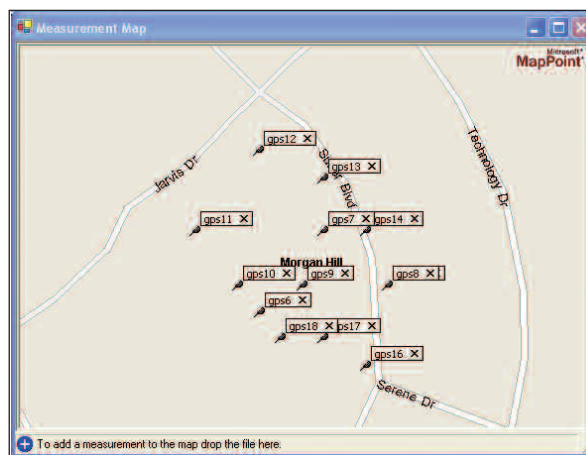 Measurement Map
Microsoft
MapPoint
gps12 ✕
gps13 ✕
Jarvis Dr
Technology Dr
gps11 ✕
gps7 ✕
gps14 ✕
Morgan Hill
gps10 ✕
gps9 ✕
gps8 ✕
gps6 ✕
gps18 ✕
ps17 ✕
gps16 ✕
Serene Dr
To add a measurement to the map drop the file here.